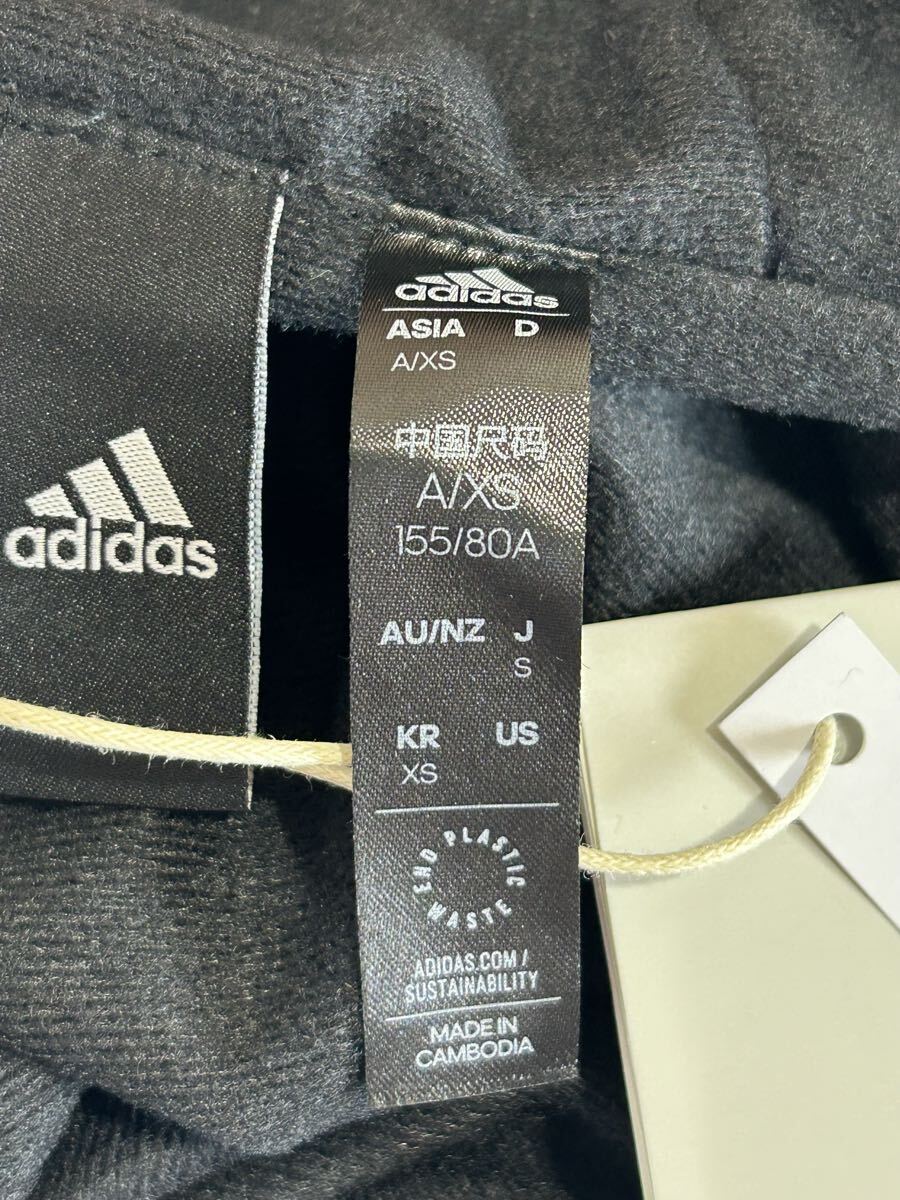 adidas
adidas
ASIA D
A/XS
中国尺码
A/XS
155/80A
AU/NZ J
S
KR US
XS
END PLASTIC WASTE
ADIDAS.COM/
SUSTAINABILITY
MADE IN
CAMBODIA